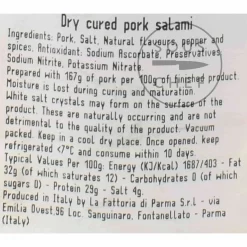 Dry cured pork salami
Ingredients: Pork, Salt, Natural flavours, pepper and
spices, Antioxidant: Sodium Ascorbate, Preservatives:
Sodium Nitrite, Potassium Nitrate.
Prepared with 167g of pork per 100g of finished product.
Moisture is lost during curing and maturation.
White salt crystals may form on the surface of the
product. These are naturally occurring and are not
detrimental to the quality of the product. Vacuum
packed. Keep in a cool dry place. Once opened, keep
refrigerated <7°C and consume within 10 days.
Typical Values Per 100g: Energy (KJ/Kcal) 1687/403 - Fat
32g (of which saturates 12) - Carbohydrates 0 (of which
sugars 0) - Protein 29g - Salt 4g.
Produced in Italy by La Fattoria di Parma S.r.l - via
Emilia Ovest,96 Loc. Sanguinaro, Fontanellato - Parma
(Italy)